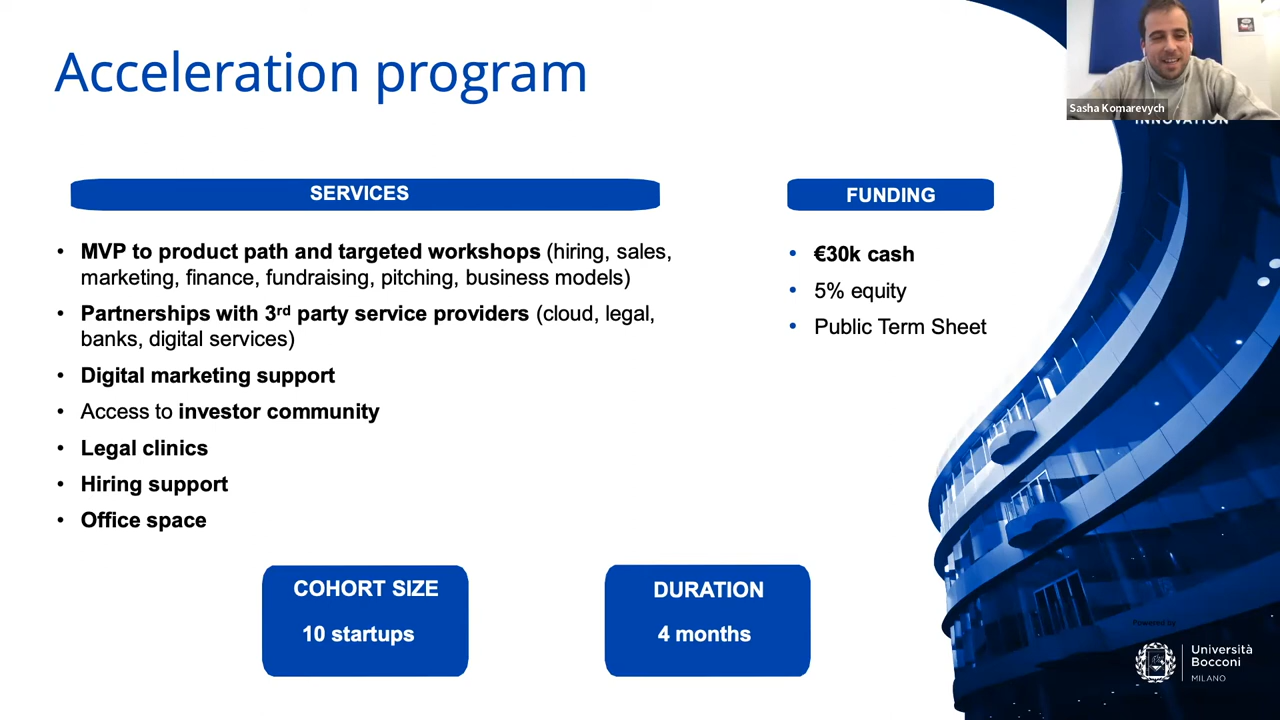 Acceleration program
Sasha Komarevych
INNOVATION
SERVICES
• MVP to product path and targeted workshops (hiring, sales,
marketing, finance, fundraising, pitching, business models)
• Partnerships with 3rd party service providers (cloud, legal,
banks, digital services)
• Digital marketing support
• Access to investor community
• Legal clinics
• Hiring support
• Office space
FUNDING
• €30k cash
• 5% equity
• Public Term Sheet
COHORT SIZE
10 startups
DURATION
4 months
Powered by
Università
Bocconi
MILANO